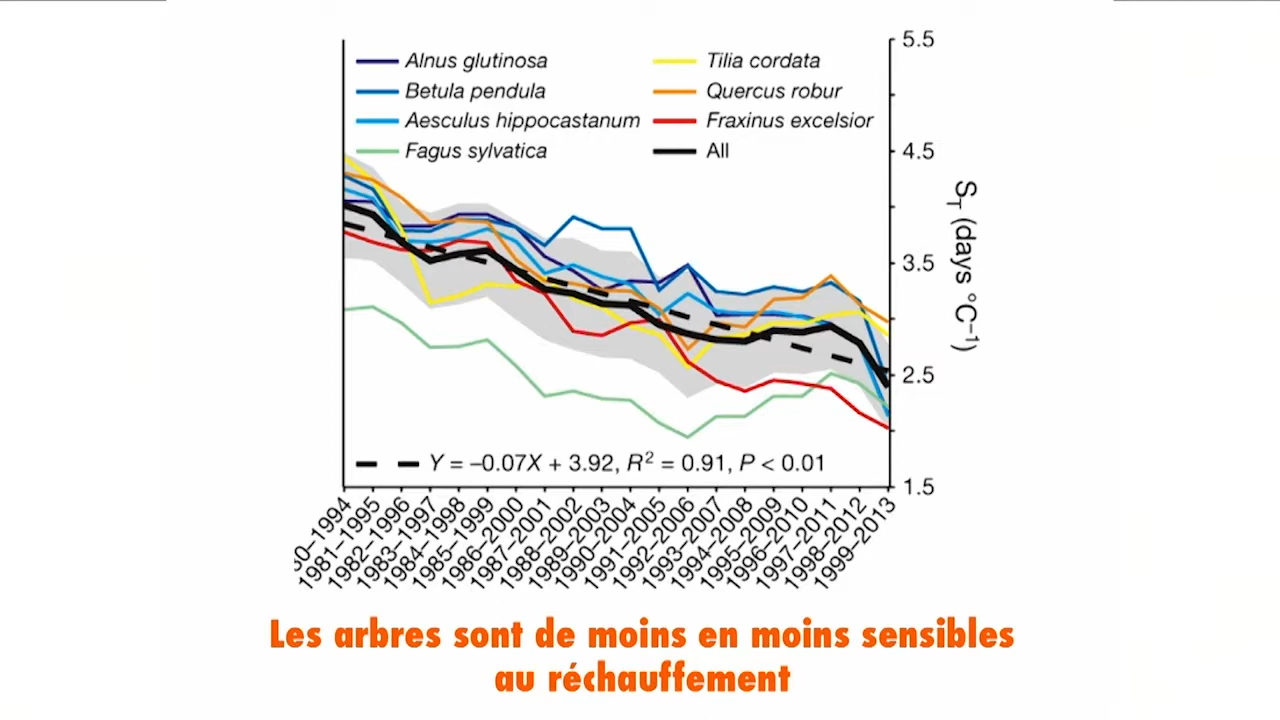 Alnus glutinosa
Betula pendula
Aesculus hippocastanum
Fagus sylvatica
Tilia cordata
Quercus robur
Fraxinus excelsior
All
5.5
4.5
3.5
2.5
1.5
S_T (days °C⁻¹)
Y = –0.07X + 3.92, R² = 0.91, P < 0.01
30–1994
1981–1995
1982–1996
1983–1997
1984–1998
1985–1999
1986–2000
1987–2001
1988–2002
1989–2003
1990–2004
1991–2005
1992–2006
1993–2007
1994–2008
1995–2009
1996–2010
1997–2011
1998–2012
1999–2013
Les arbres sont de moins en moins sensibles
au réchauffement